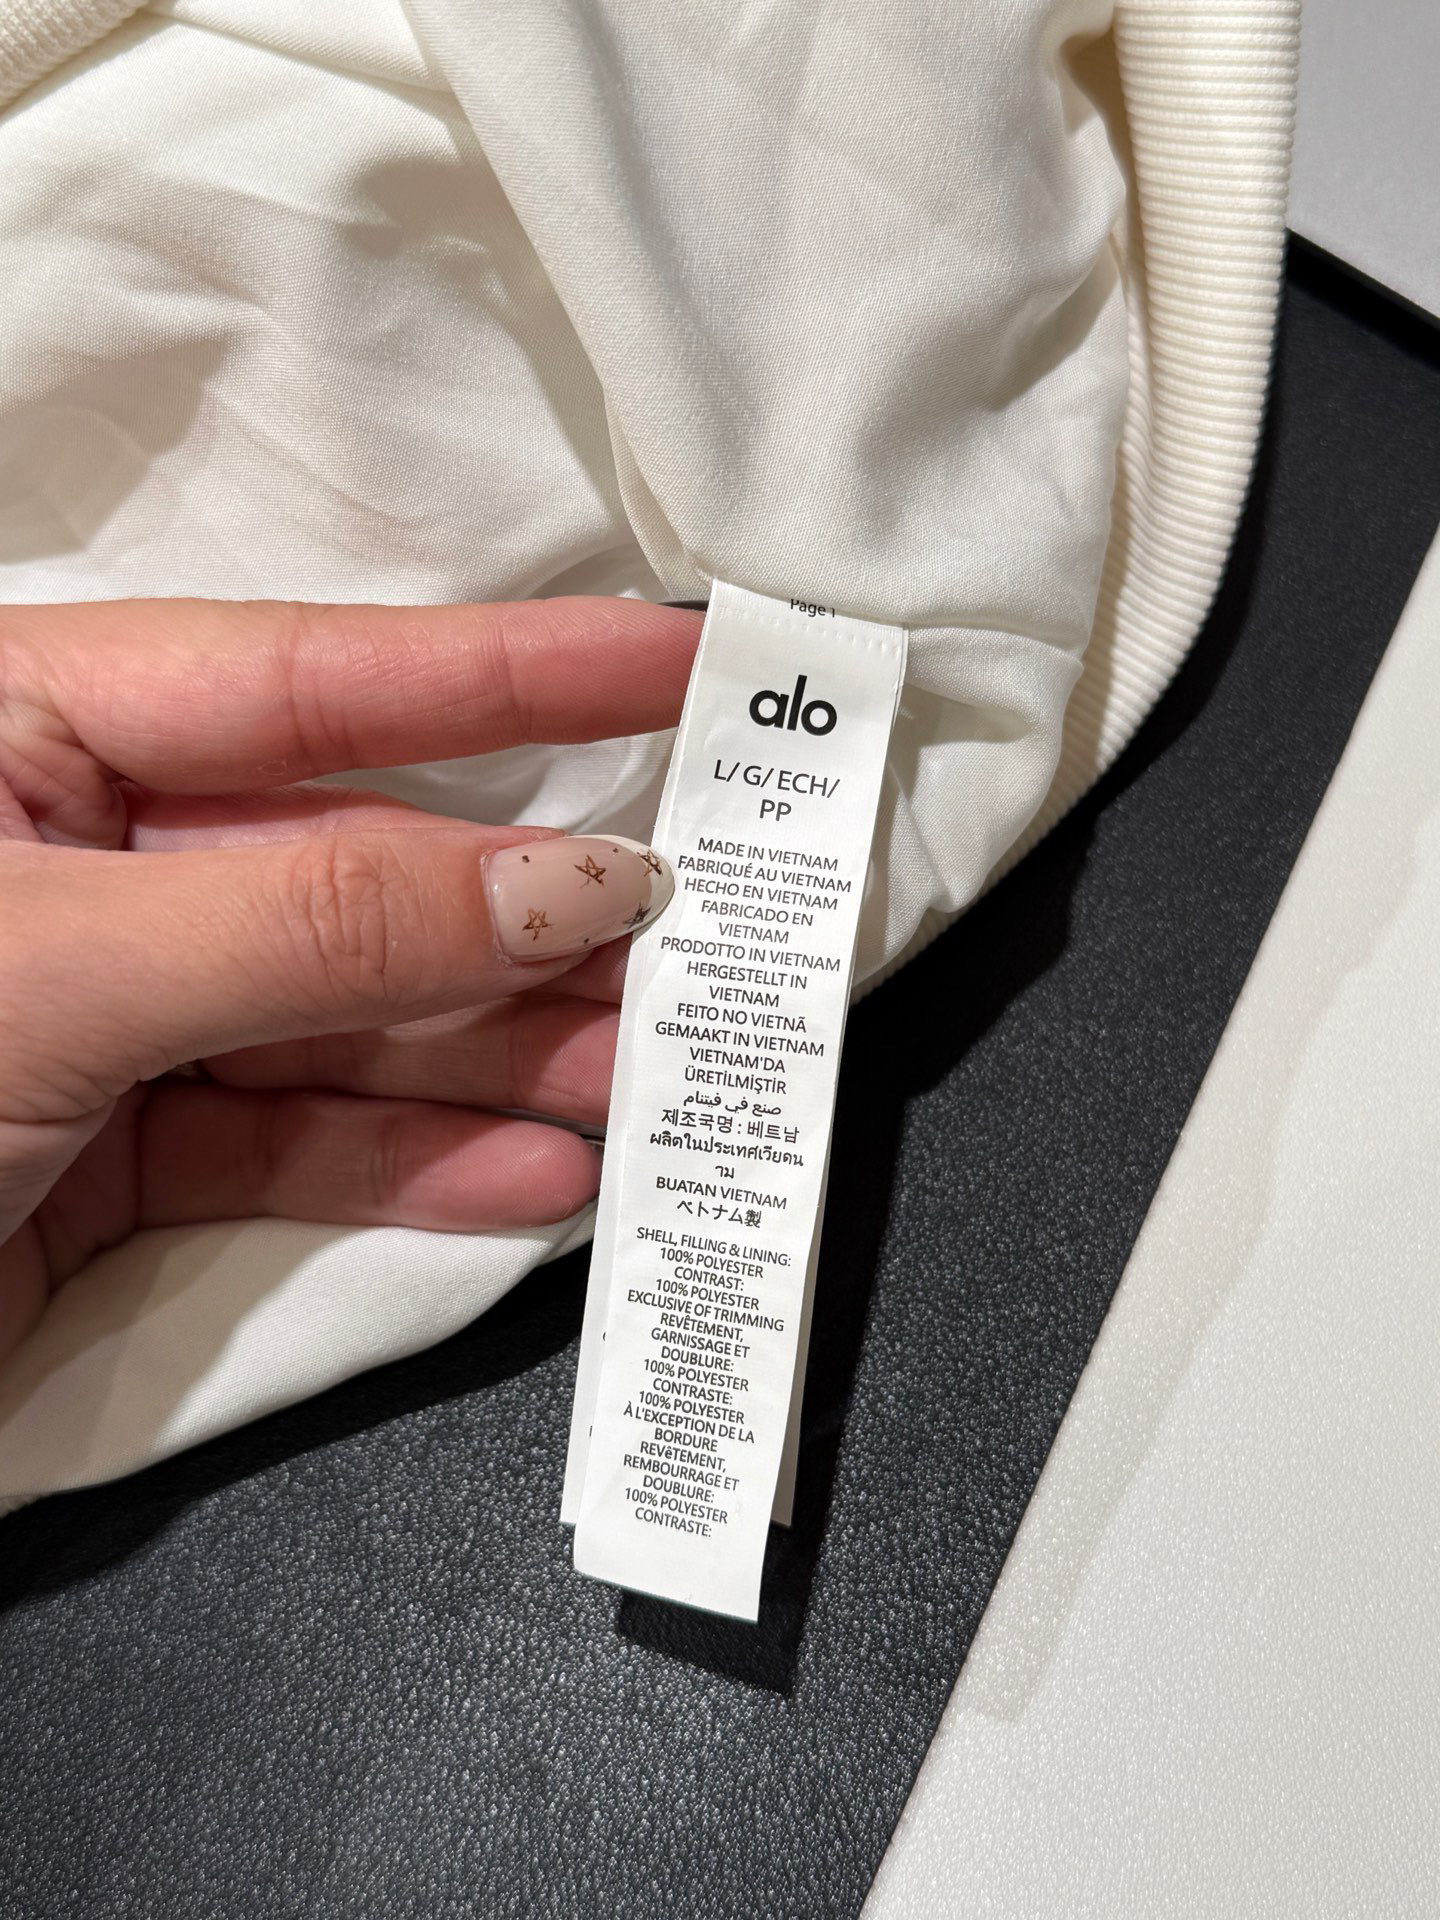 Page 1
alo
L/ G/ ECH/
PP
MADE IN VIETNAM
FABRIQUÉ AU VIETNAM
HECHO EN VIETNAM
FABRICADO EN
VIETNAM
PRODOTTO IN VIETNAM
HERGESTELLT IN
VIETNAM
FEITO NO VIETNÃ
GEMAAKT IN VIETNAM
VIETNAM'DA
ÜRETİLMİŞTİR
صنع في فيتنام
제조국명 : 베트남
ผลิตในประเทศเวียดน
าม
BUATAN VIETNAM
ベトナム製
SHELL, FILLING & LINING:
100% POLYESTER
CONTRAST:
100% POLYESTER
EXCLUSIVE OF TRIMMING
REVÊTEMENT,
GARNISSAGE ET
DOUBLURE:
100% POLYESTER
CONTRASTE:
100% POLYESTER
À L'EXCEPTION DE LA
BORDURE
REVêTEMENT,
REMBOURRAGE ET
DOUBLURE:
100% POLYESTER
CONTRASTE: